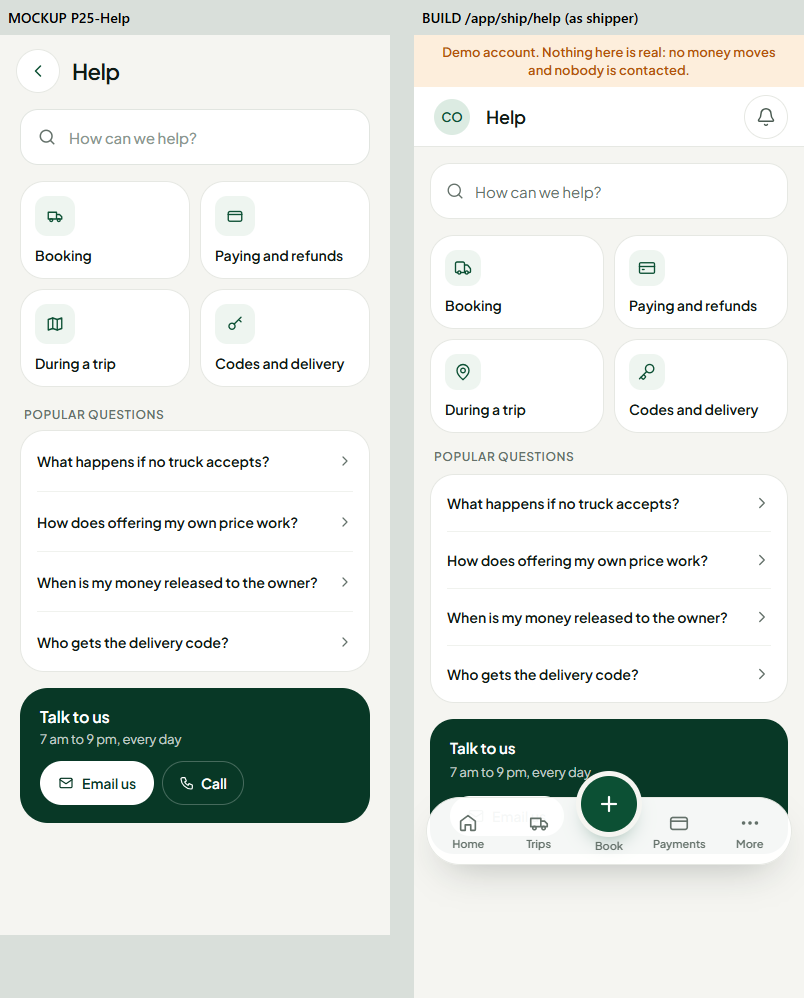 MOCKUP P25-Help
Help
How can we help?
Booking
Paying and refunds
During a trip
Codes and delivery
POPULAR QUESTIONS
What happens if no truck accepts?
How does offering my own price work?
When is my money released to the owner?
Who gets the delivery code?
Talk to us
7 am to 9 pm, every day
Email us
Call
BUILD /app/ship/help (as shipper)
Demo account. Nothing here is real: no money moves
and nobody is contacted.
CO
Help
How can we help?
Booking
Paying and refunds
During a trip
Codes and delivery
POPULAR QUESTIONS
What happens if no truck accepts?
How does offering my own price work?
When is my money released to the owner?
Who gets the delivery code?
Talk to us
7 am to 9 pm, every day
Home
Trips
Book
Payments
More